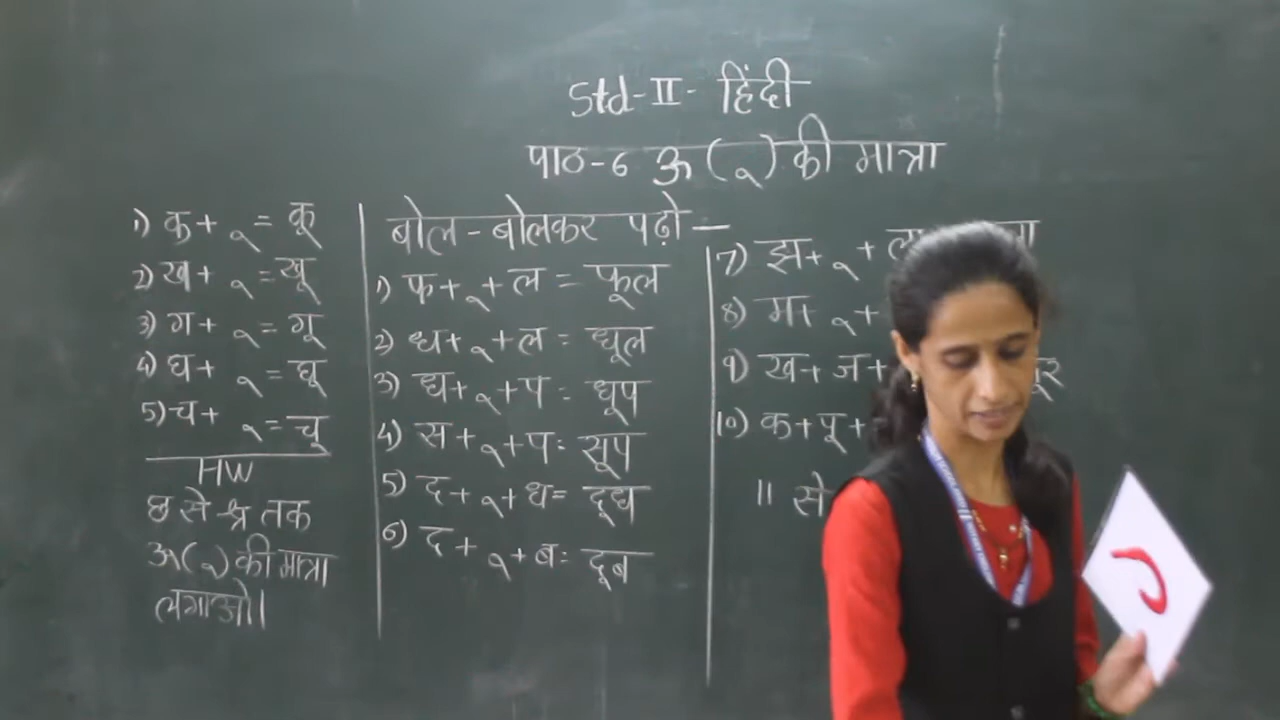 Std-II- हिंदी
पाठ-6 ऊ (ू) की मात्रा
1) क + ू = कू
2) ख + ू = खू
3) ग + ू = गू
4) घ + ू = घू
5) च + ू = चू
HW
छ से श्र तक
ऊ(ू) की मात्रा
लगाओ।
बोल-बोलकर पढ़ो-
1) फ + ू + ल = फूल
2) ध + ू + ल = धूल
3) ध + ू + प = धूप
4) स + ू + प = सूप
5) द + ू + ध = दूध
6) द + ू + ब = दूब
7) झ + ू + ला
8) म + ू +
9) ख + ज +
10) क + पू +
11 से